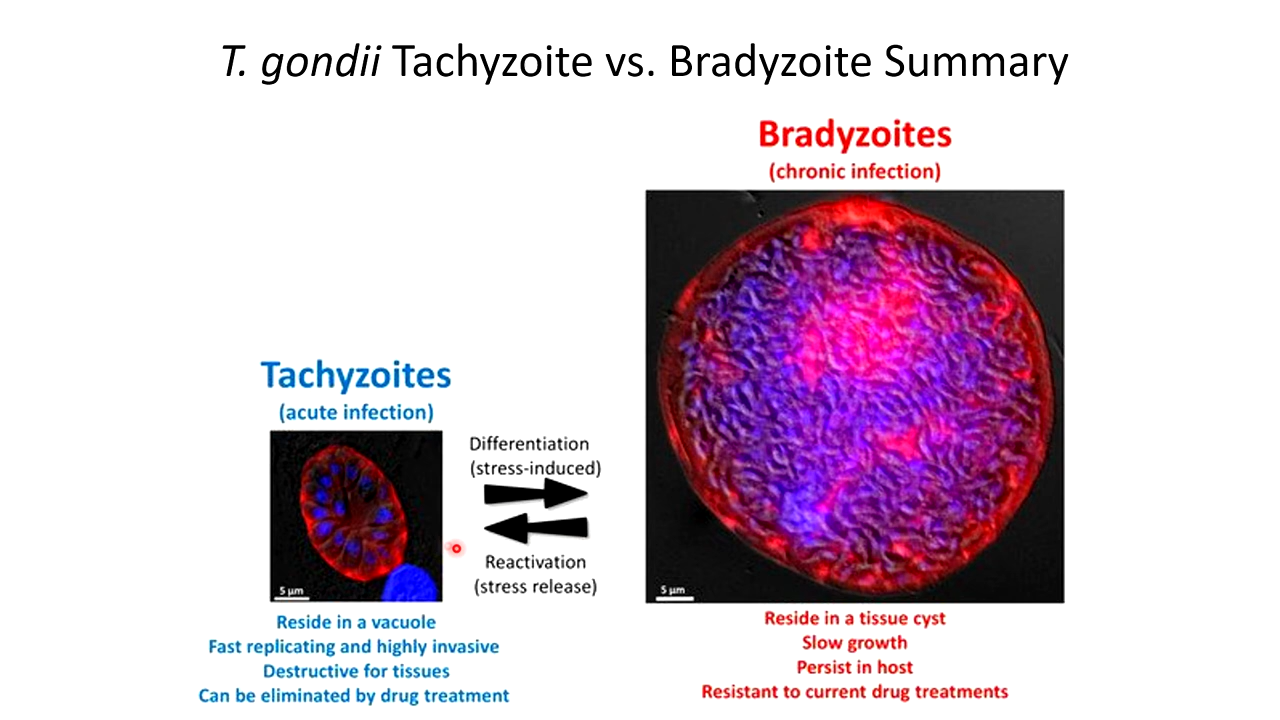 T. gondii Tachyzoite vs. Bradyzoite Summary
Bradyzoites
(chronic infection)
Tachyzoites
(acute infection)
Differentiation
(stress-induced)
Reactivation
(stress release)
5 µm
5 µm
Reside in a vacuole
Fast replicating and highly invasive
Destructive for tissues
Can be eliminated by drug treatment
Reside in a tissue cyst
Slow growth
Persist in host
Resistant to current drug treatments